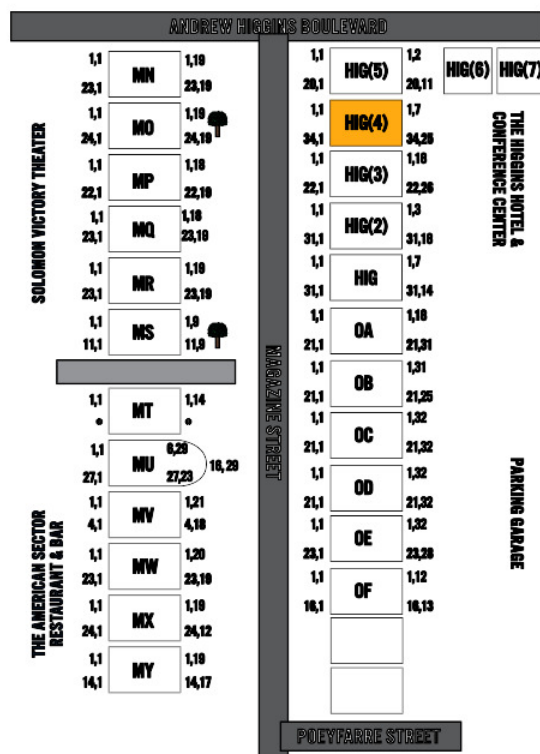 ANDREW HIGGINS BOULEVARD
SOLOMON VICTORY THEATER
1,1 MN 1,19
23,1 23,19
1,1 MO 1,19
24,1 24,19
1,1 MP 1,18
22,1 22,19
1,1 MQ 1,18
23,1 23,19
1,1 MR 1,19
23,1 23,19
1,1 MS 1,9
11,1 11,9
THE AMERICAN SECTOR
RESTAURANT & BAR
1,1 MT 1,14
1,1 MU 6,29
27,1 27,23 16,29
1,1 MV 1,21
4,1 4,18
1,1 MW 1,20
23,1 23,19
1,1 MX 1,19
24,1 24,12
1,1 MY 1,19
14,1 14,17
MAGAZINE STREET
1,1 HIG(5) 1,2 HIG(6) HIG(7)
20,1 20,11
1,1 HIG(4) 1,7
34,1 34,25
1,1 HIG(3) 1,16
22,1 22,26
1,1 HIG(2) 1,3
31,1 31,16
1,1 HIG 1,7
31,1 31,14
1,1 OA 1,18
21,1 21,31
1,1 OB 1,31
21,1 21,25
1,1 OC 1,32
21,1 21,32
1,1 OD 1,32
21,1 21,32
1,1 OE 1,32
23,1 23,28
1,1 OF 1,12
16,1 16,13
THE HIGGINS HOTEL &
CONFERENCE CENTER
PARKING GARAGE
POEYFARRE STREET